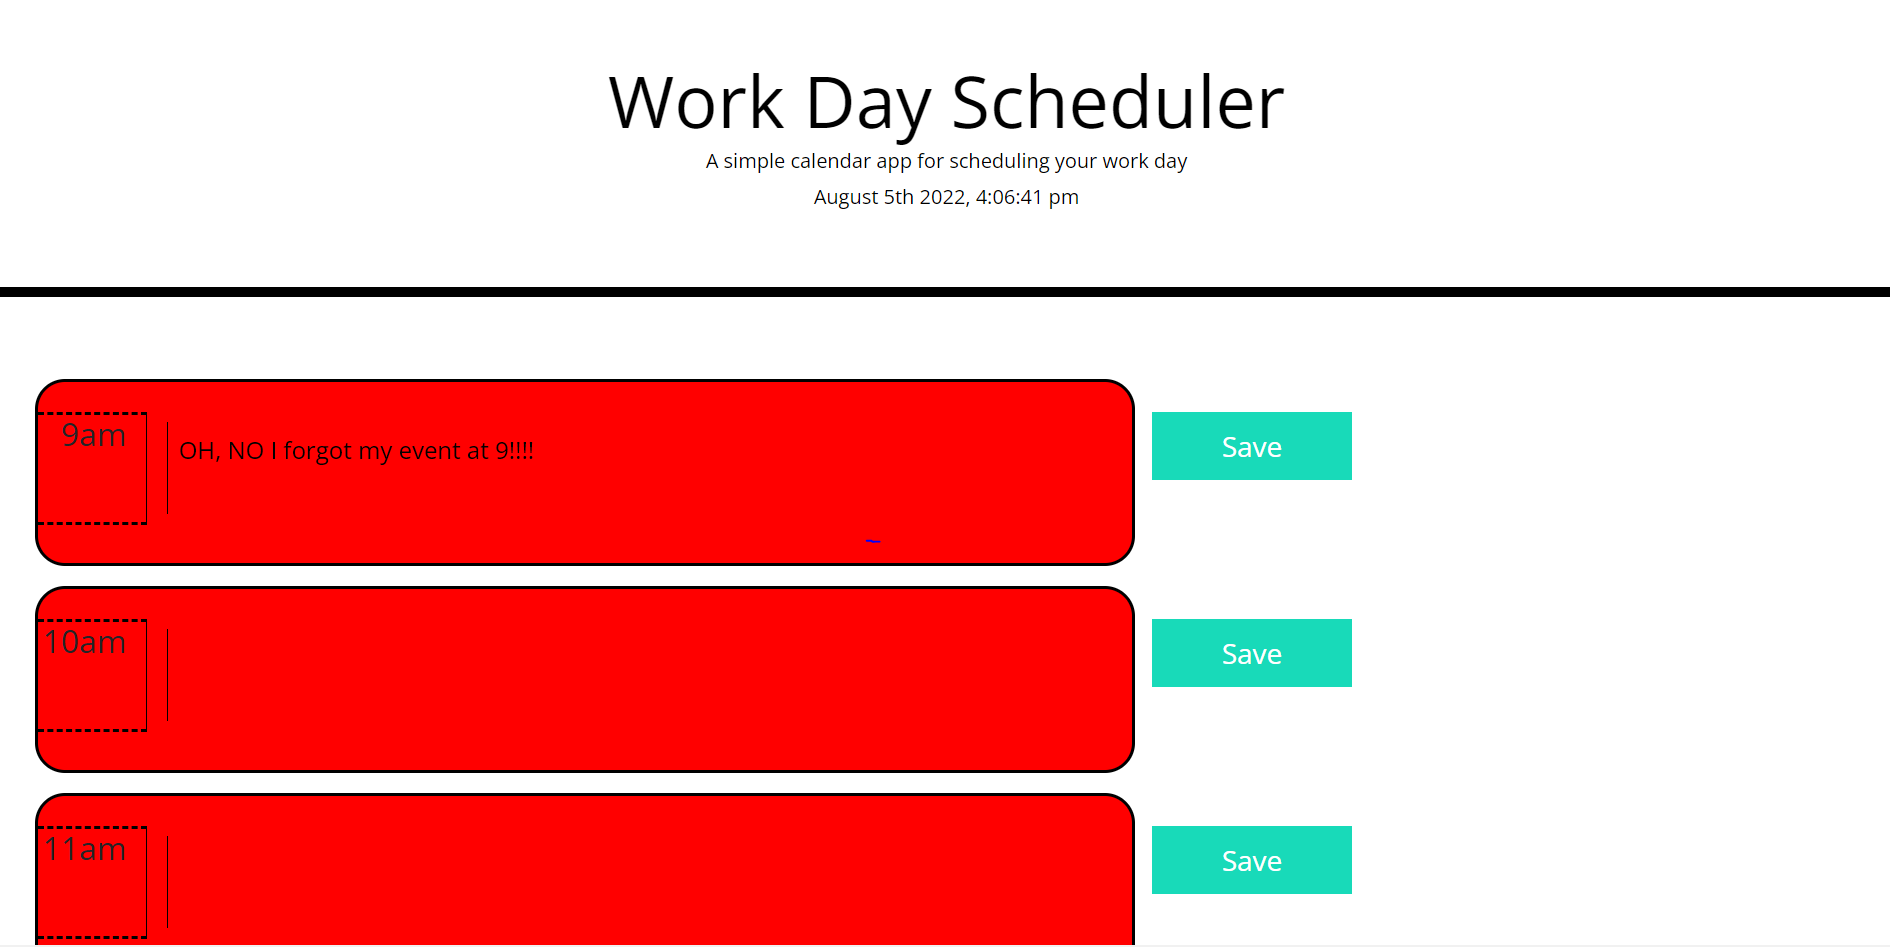 Work Day Scheduler
A simple calendar app for scheduling your work day
August 5th 2022, 4:06:41 pm
9am
OH, NO I forgot my event at 9!!!!
Save
10am
Save
11am
Save